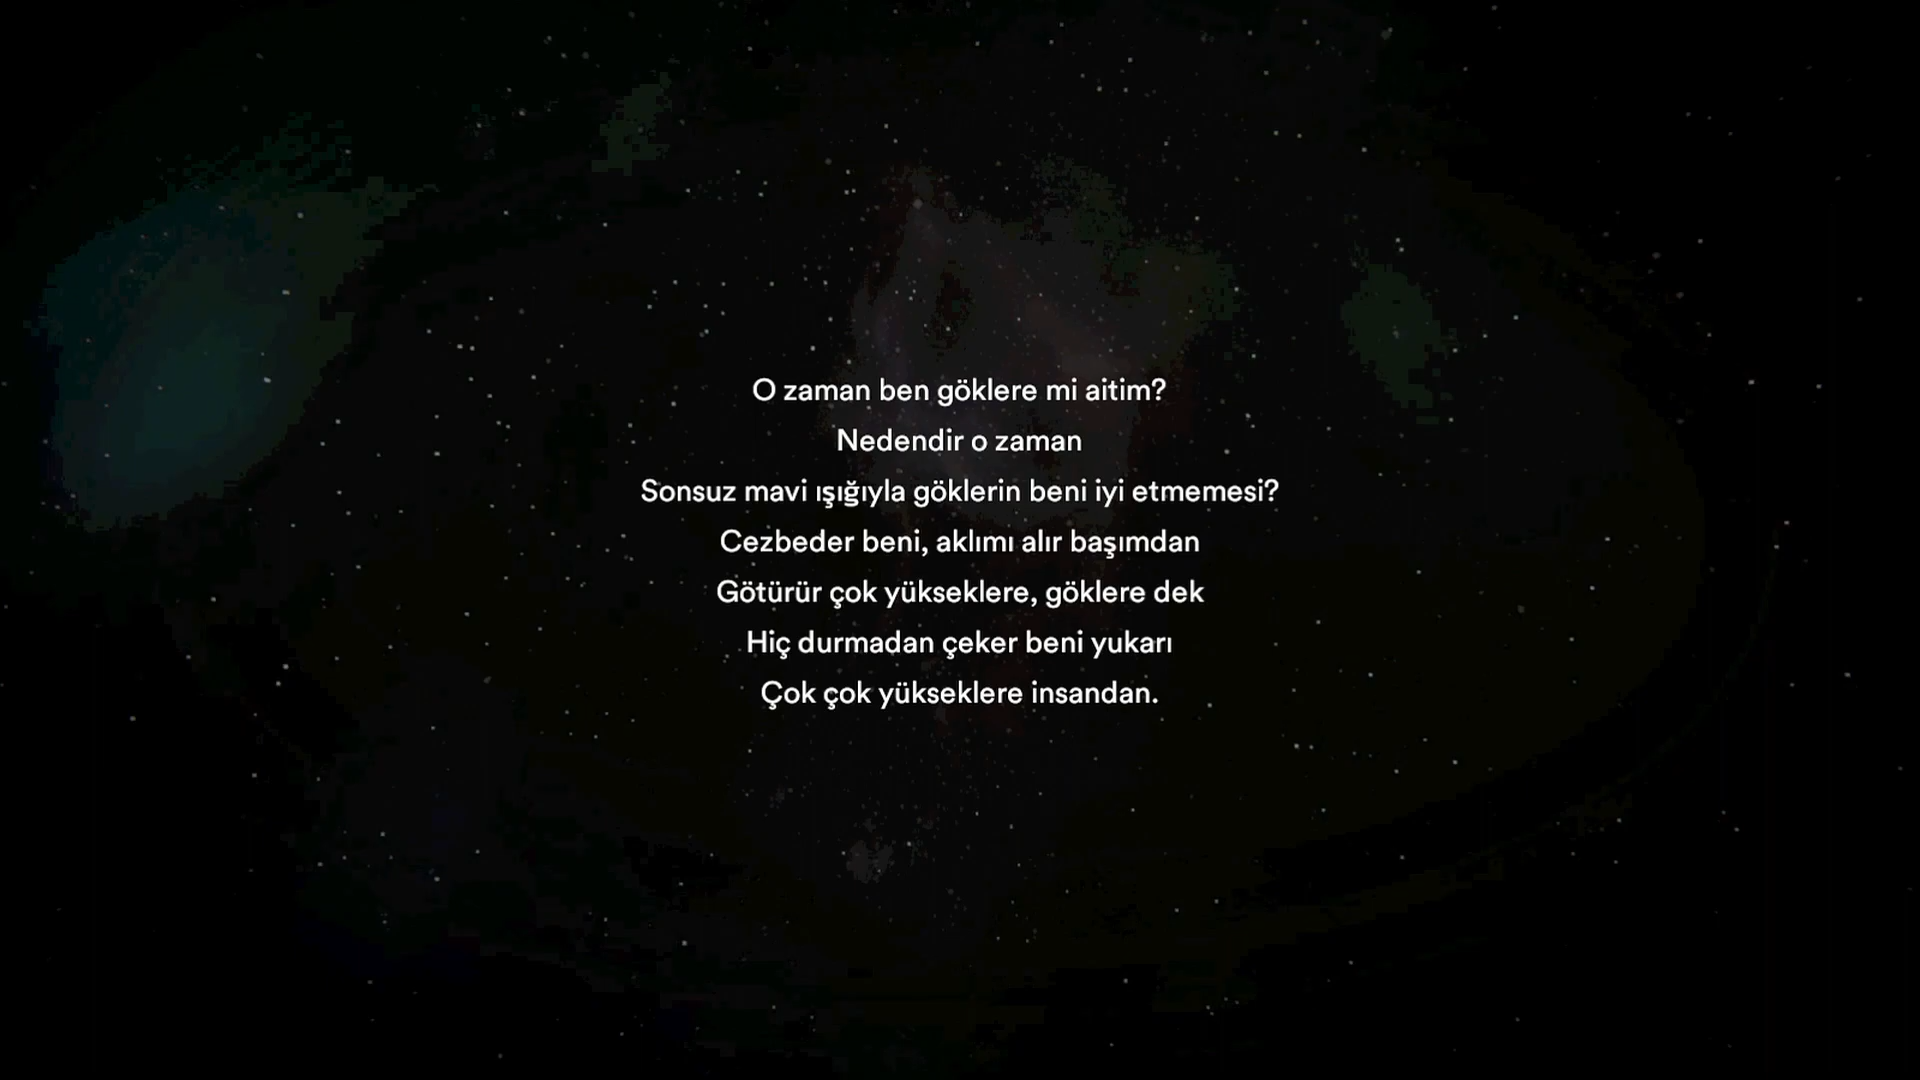 O zaman ben göklere mi aitim?
Nedendir o zaman
Sonsuz mavi ışığıyla göklerin beni iyi etmemesi?
Cezbeder beni, aklımı alır başımdan
Götürür çok yükseklere, göklere dek
Hiç durmadan çeker beni yukarı
Çok çok yükseklere insandan.